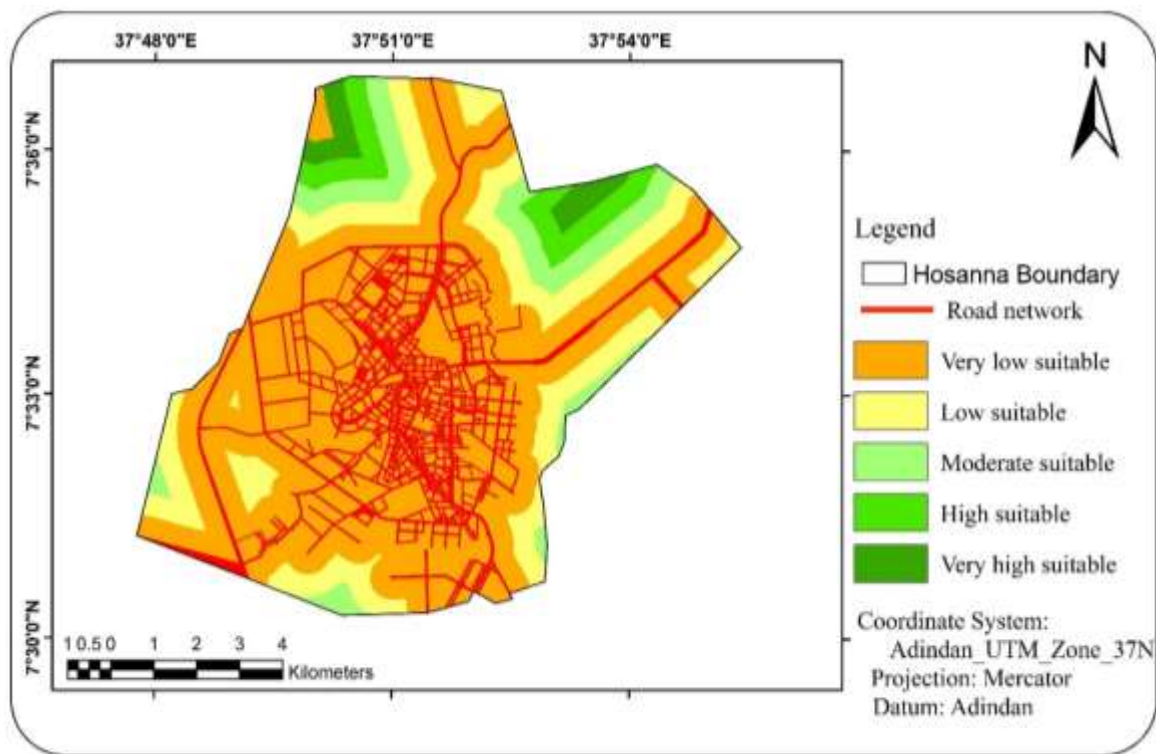 37°48'0"E 37°51'0"E 37°54'0"E
N
7°36'0"N
7°33'0"N
7°30'0"N
Legend
Hosanna Boundary
Road network
Very low suitable
Low suitable
Moderate suitable
High suitable
Very high suitable
Coordinate System:
Adindan_UTM_Zone_37N
Projection: Mercator
Datum: Adindan
1 0.5 0 1 2 3 4
Kilometers